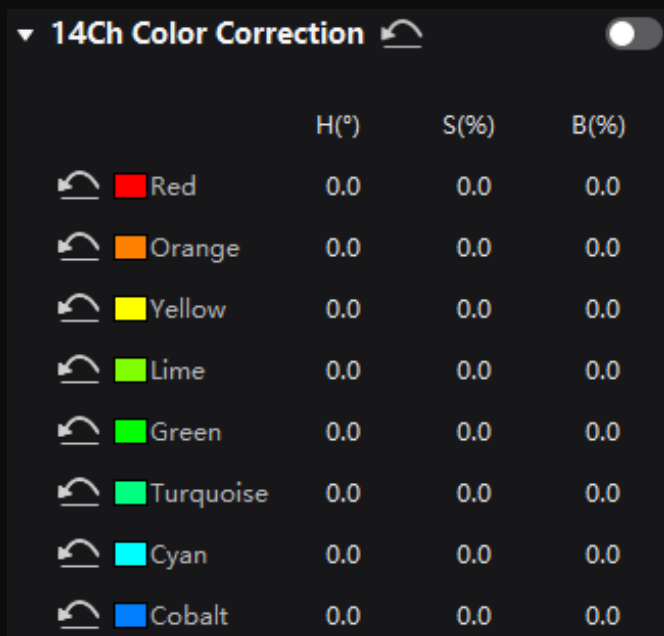 14Ch Color Correction
H(°) S(%) B(%)
Red 0.0 0.0 0.0
Orange 0.0 0.0 0.0
Yellow 0.0 0.0 0.0
Lime 0.0 0.0 0.0
Green 0.0 0.0 0.0
Turquoise 0.0 0.0 0.0
Cyan 0.0 0.0 0.0
Cobalt 0.0 0.0 0.0